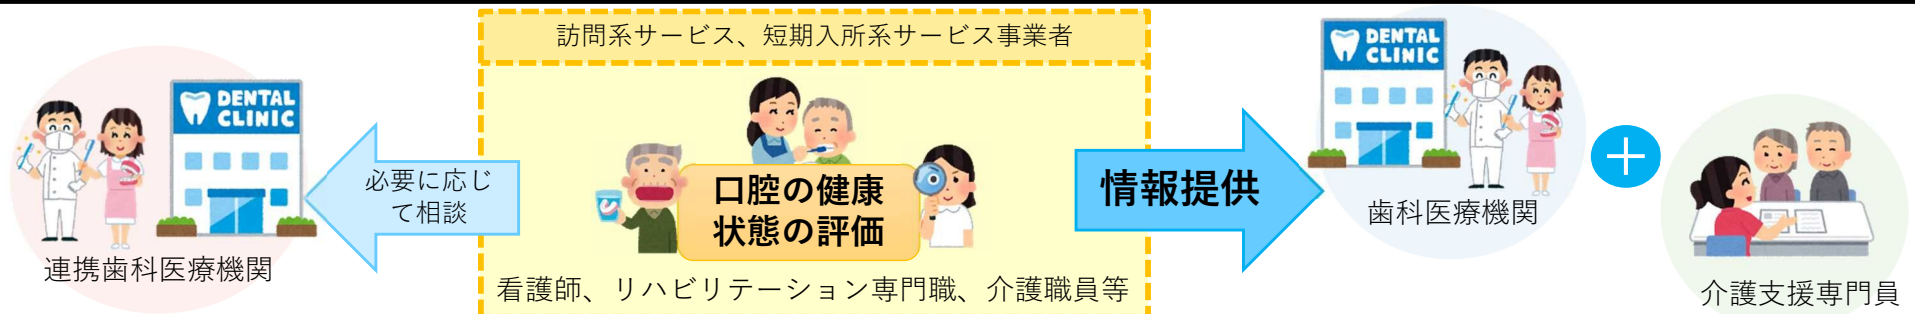 訪問系サービス、短期入所系サービス事業者
DENTAL
CLINIC
必要に応じ
て相談
連携歯科医療機関
口腔の健康
状態の評価
看護師、リハビリテーション専門職、介護職員等
情報提供
DENTAL
CLINIC
歯科医療機関
+
介護支援専門員